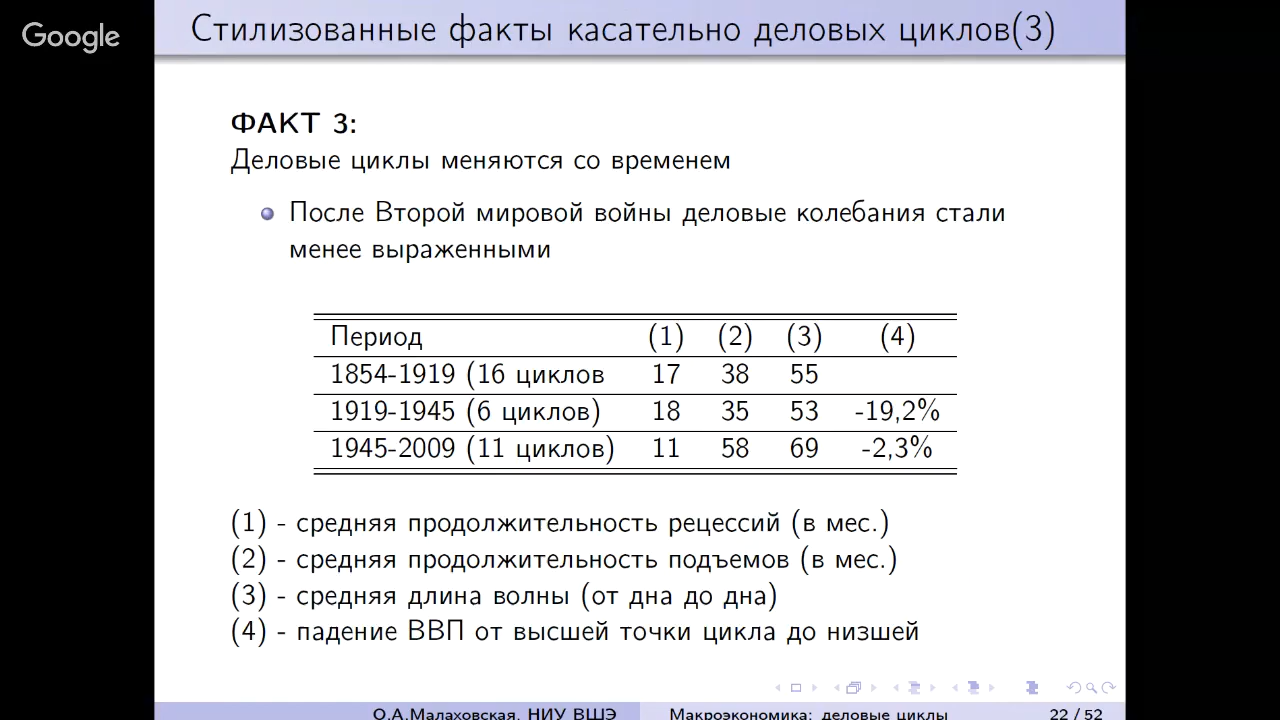 Google
Стилизованные факты касательно деловых циклов(3)
ФАКТ 3:
Деловые циклы меняются со временем
После Второй мировой войны деловые колебания стали
менее выраженными
Период (1) (2) (3) (4)
1854-1919 (16 циклов 17 38 55
1919-1945 (6 циклов) 18 35 53 -19,2%
1945-2009 (11 циклов) 11 58 69 -2,3%
(1) - средняя продолжительность рецессий (в мес.)
(2) - средняя продолжительность подъемов (в мес.)
(3) - средняя длина волны (от дна до дна)
(4) - падение ВВП от высшей точки цикла до низшей
О.А.Малаховская, НИУ ВШЭ Макроэкономика: деловые циклы 22 / 52